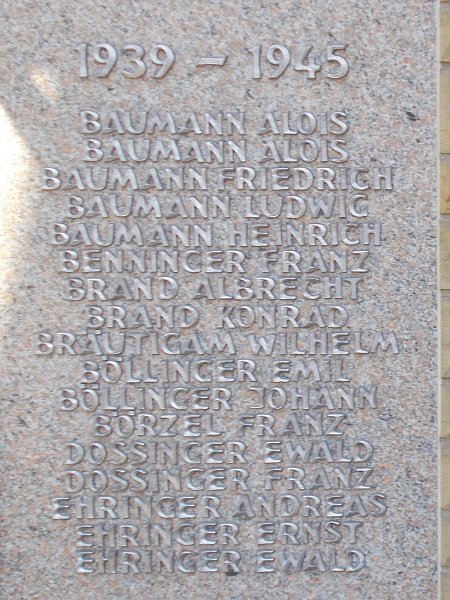 1939 - 1945
BAUMANN ALOIS
BAUMANN ALOIS
BAUMANN FRIEDRICH
BAUMANN LUDWIG
BAUMANN HEINRICH
BENNINGER FRANZ
BRAND ALBRECHT
BRAND KONRAD
BRÄUTIGAM WILHELM
BÖLLINGER EMIL
BÖLLINGER JOHANN
BÖRZEL FRANZ
DOSSINGER EWALD
DOSSINGER FRANZ
EHRINGER ANDREAS
EHRINGER ERNST
EHRINGER EWALD